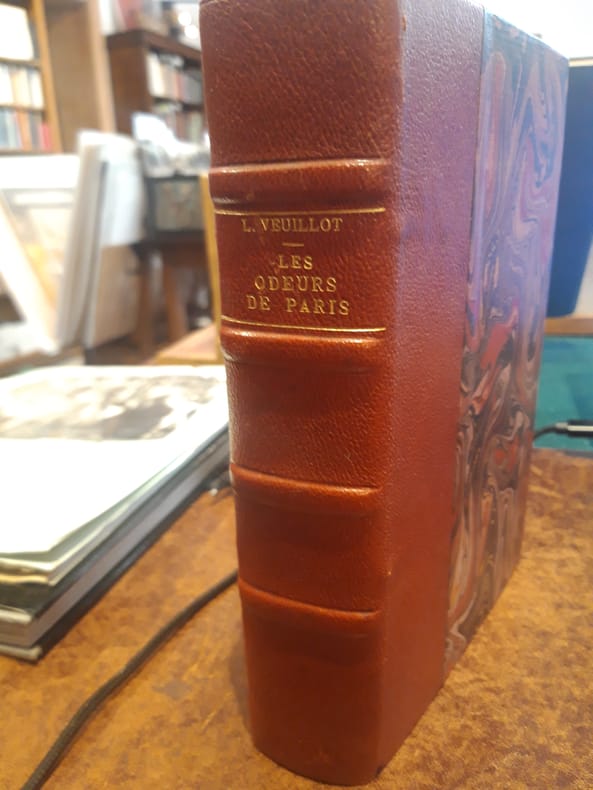 L. VEUILLOT
LES
ODEURS
DE PARIS